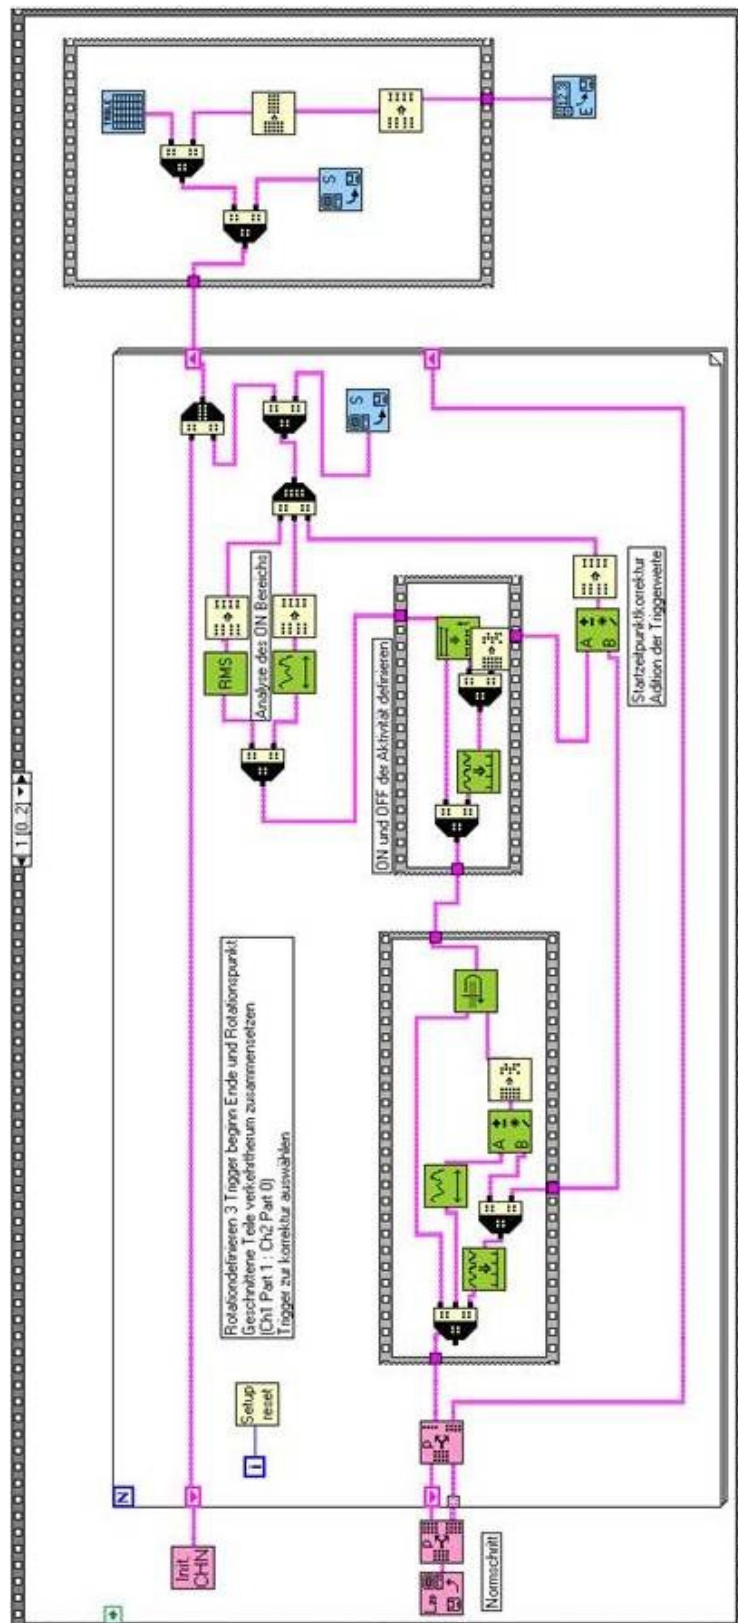 1 [0..2]
N
Init.
CHN
i
Setup
reset
Rotationdefinieren 3 Trigger beginn Ende und Rotationspunkt
Geschnittene Teile verkehrtherum zusammensetzen
(Ch1 Part 1 : Ch2 Part 0)
Trigger zur korrektur auswählen
RMS
Analyse des ON Bereichs
S
TABLE
S
123
E
ON und OFF der Aktivität definieren
A
B
A
B
Startzeitpunktkorrektur
Adition der Triggerwerte
P
P
L
Normschritt